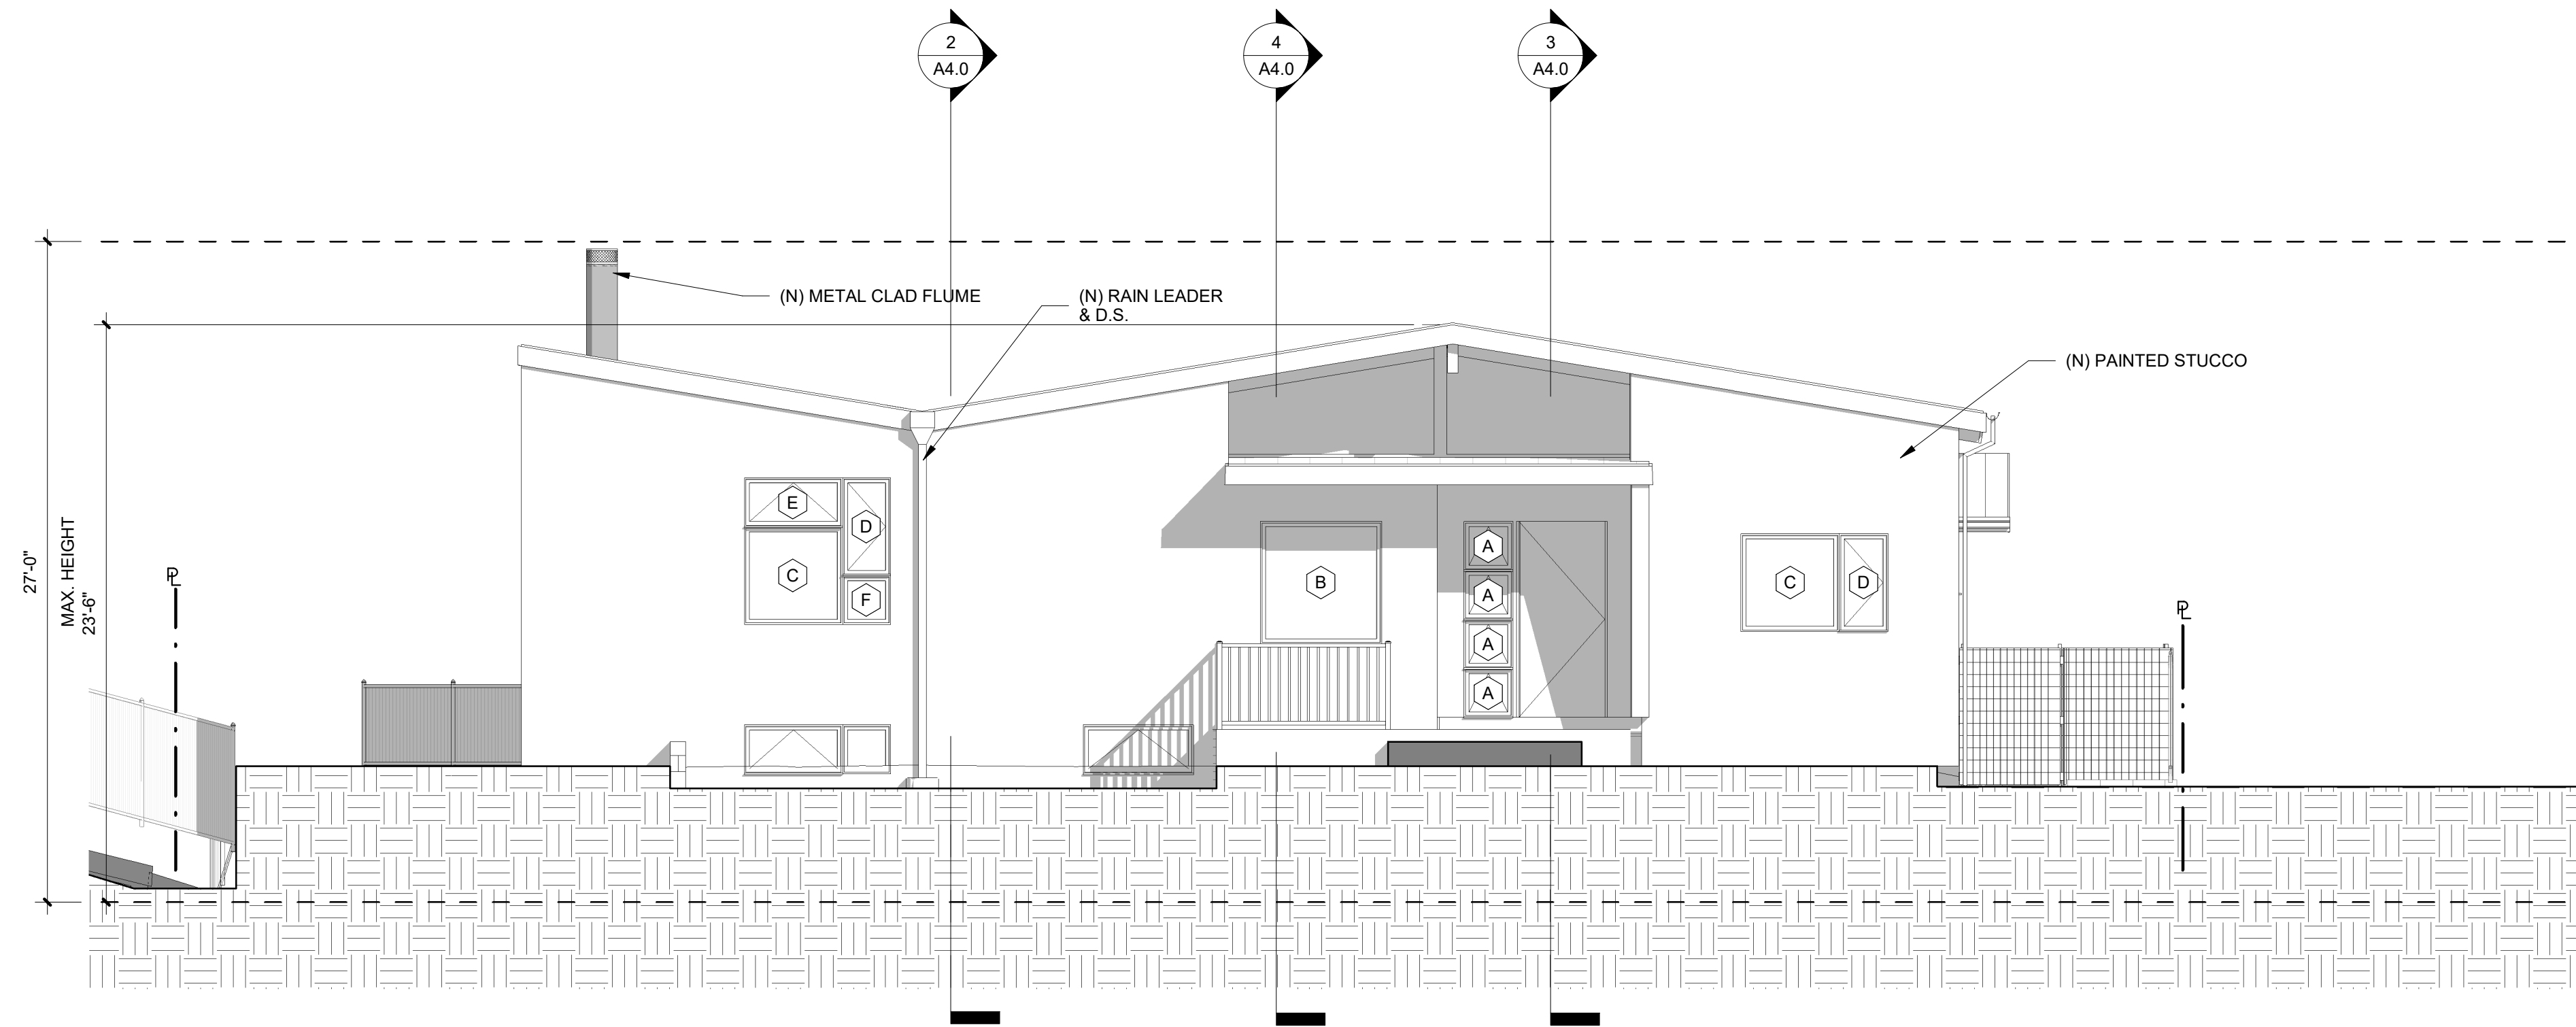 2
A4.0
4
A4.0
3
A4.0
(N) METAL CLAD FLUME
(N) RAIN LEADER
& D.S.
(N) PAINTED STUCCO
27'-0"
MAX. HEIGHT
23'-6"
PL
PL
E
D
C
F
B
A
A
A
A
C
D